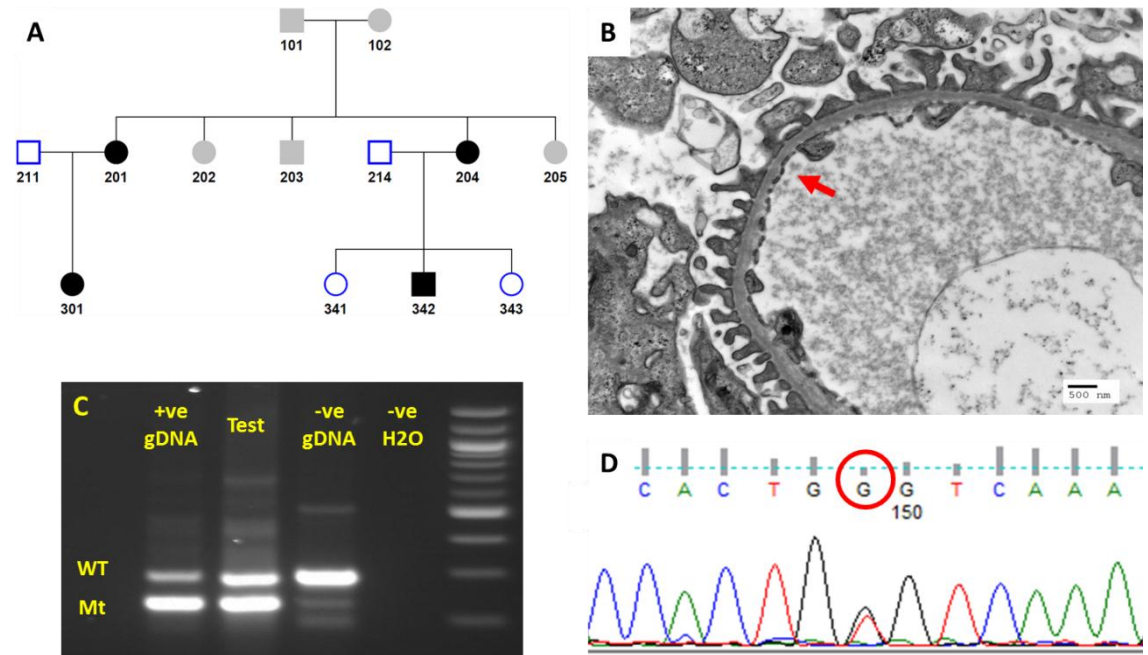 A
101 102
211 201 202 203 214 204 205
301 341 342 343
B
500 nm
C
+ve
gDNA
Test
-ve
gDNA
-ve
H2O
WT
Mt
D
C A C T G G G T C A A A
150